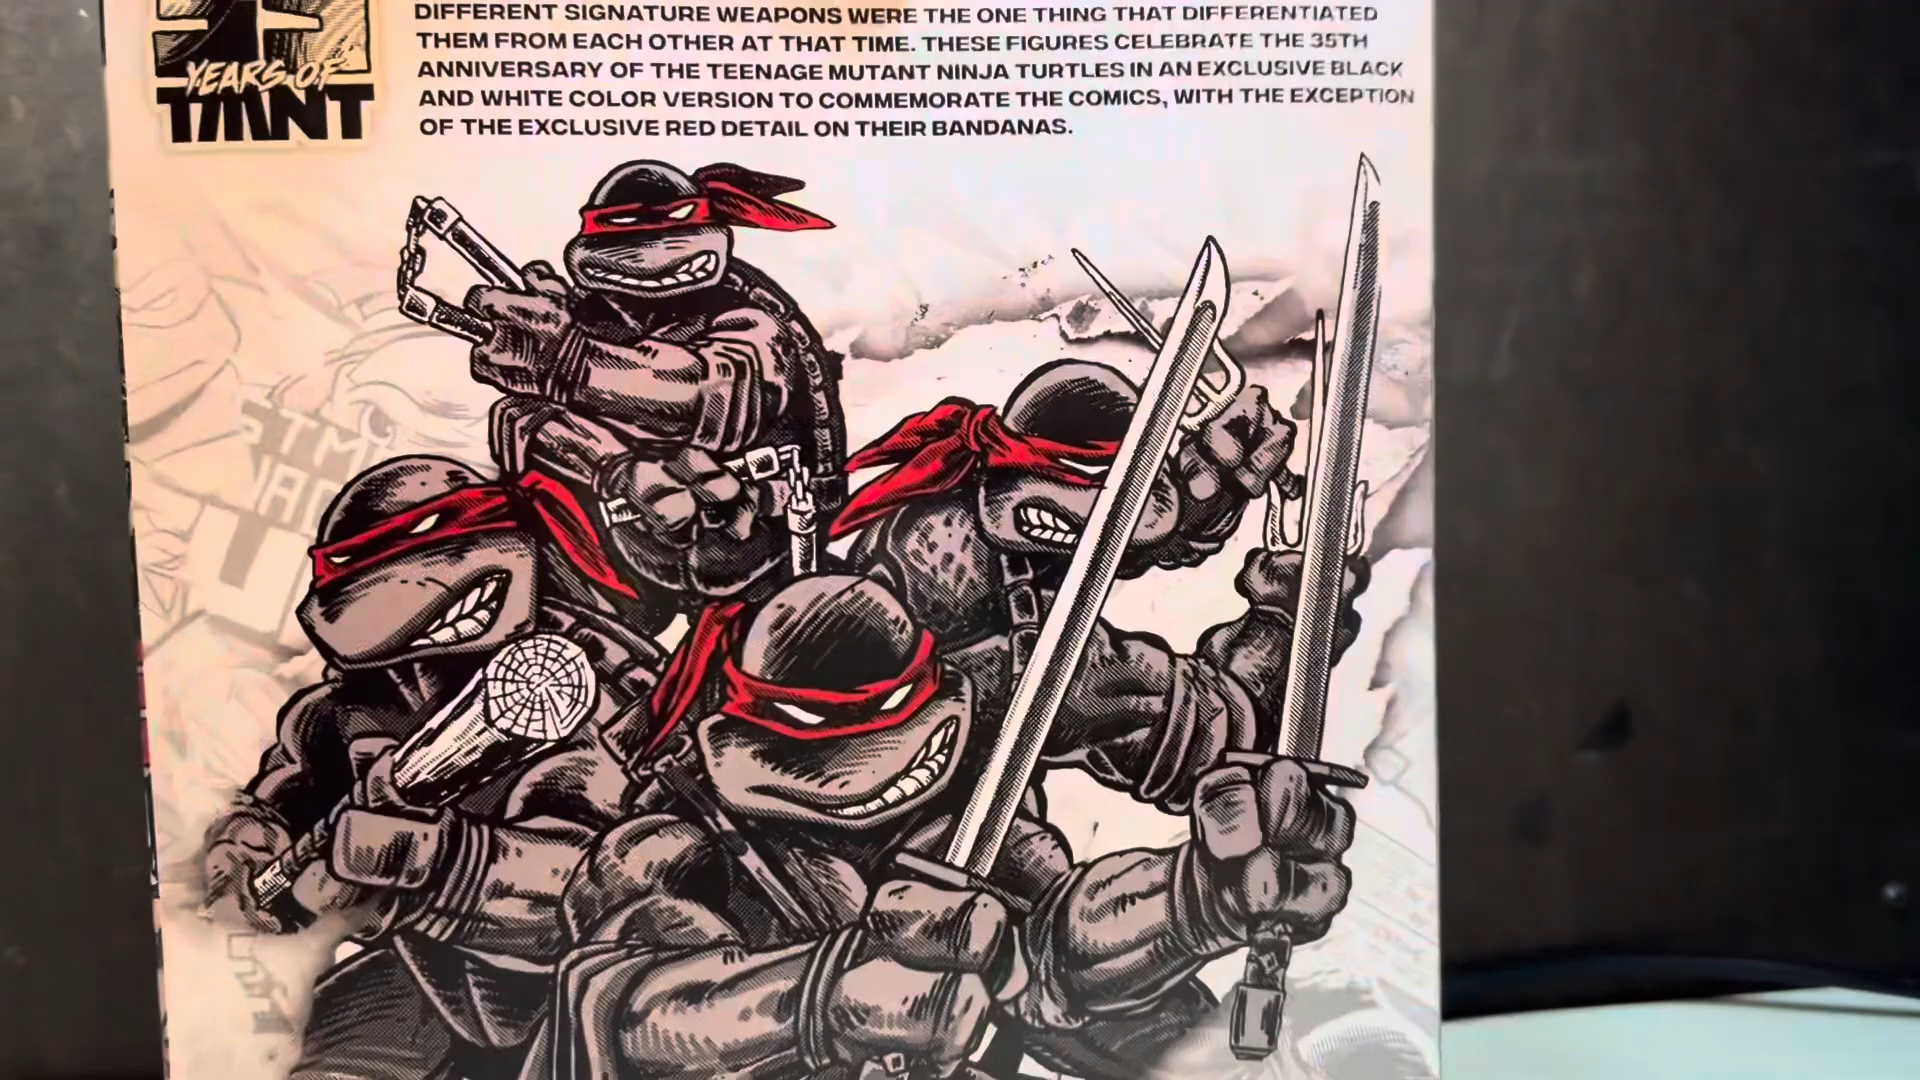 35
YEARS OF
TMNT
DIFFERENT SIGNATURE WEAPONS WERE THE ONE THING THAT DIFFERENTIATED
THEM FROM EACH OTHER AT THAT TIME. THESE FIGURES CELEBRATE THE 35TH
ANNIVERSARY OF THE TEENAGE MUTANT NINJA TURTLES IN AN EXCLUSIVE BLACK
AND WHITE COLOR VERSION TO COMMEMORATE THE COMICS, WITH THE EXCEPTION
OF THE EXCLUSIVE RED DETAIL ON THEIR BANDANAS.